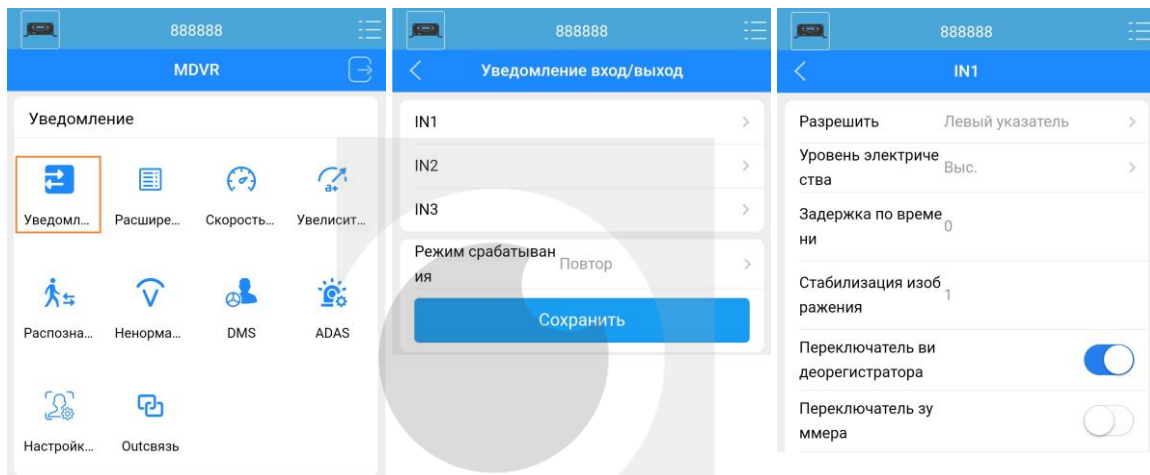 888888
MDVR
Уведомление
Уведомл...
Расшире...
Скорость...
Увелисит...
a+
Распозна...
Ненорма...
DMS
ADAS
Настройк...
Outсвязь
888888
Уведомление вход/выход
IN1
IN2
IN3
Режим срабатыван
ия
Повтор
Сохранить
888888
IN1
Разрешить
Левый указатель
Уровень электриче
ства
Выс.
Задержка по време
ни
0
Стабилизация изоб
ражения
1
Переключатель ви
деорегистратора
Переключатель зу
ммера